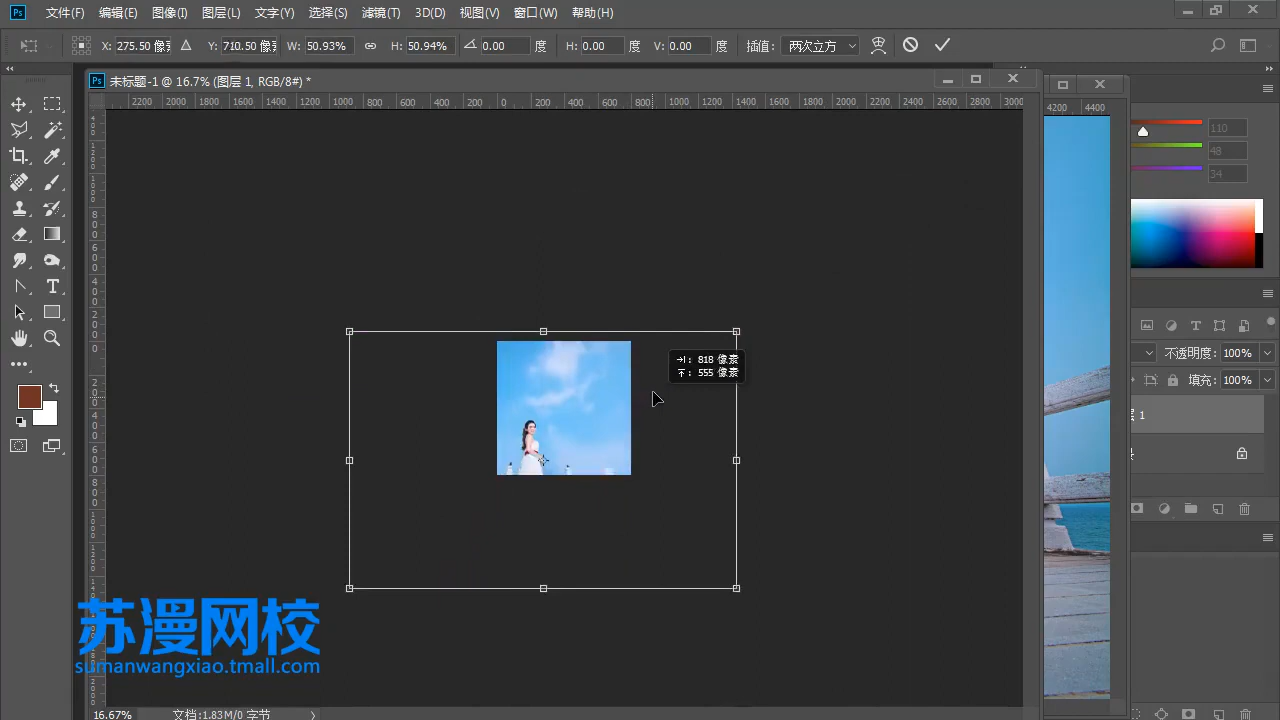 Ps 文件(F) 编辑(E) 图像(I) 图层(L) 文字(Y) 选择(S) 滤镜(T) 3D(D) 视图(V) 窗口(W) 帮助(H)
X: 275.50 像素 Y: 710.50 像素 W: 50.93% H: 50.94% 0.00 度 H: 0.00 度 V: 0.00 度 插值: 两次立方
Ps 未标题-1 @ 16.7% (图层 1, RGB/8#) *
2200 2000 1800 1600 1400 1200 1000 800 600 400 200 0 200 400 600 800 1000 1200 1400 1600 1800 2000 2200 2400 2600 2800 3000
4200 4400
110
48
34
: 818 像素
: 555 像素
不透明度: 100%
填充: 100%
层 1
苏漫网校
sumanwangxiao.tmall.com
16.67% 文档:1.83M/0 字节